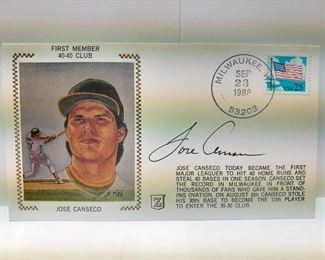 FIRST MEMBER
40-40 CLUB
JOSE CANSECO
MILWAUKEE, WI
SEP
23
1988
53203
USA 25
Jose Canseco
Z
JOSE CANSECO TODAY BECAME THE FIRST
MAJOR LEAGUER TO HIT 40 HOME RUNS AND
STEAL 40 BASES IN ONE SEASON. CANSECO SET
THE RECORD IN MILWAUKEE IN FRONT OF
THOUSANDS OF FANS WHO GAVE HIM A STAND-
ING OVATION. ON AUGUST 6th CANSECO STOLE
HIS 30th BASE TO BECOME THE 11th PLAYER
TO ENTER THE 30-30 CLUB.